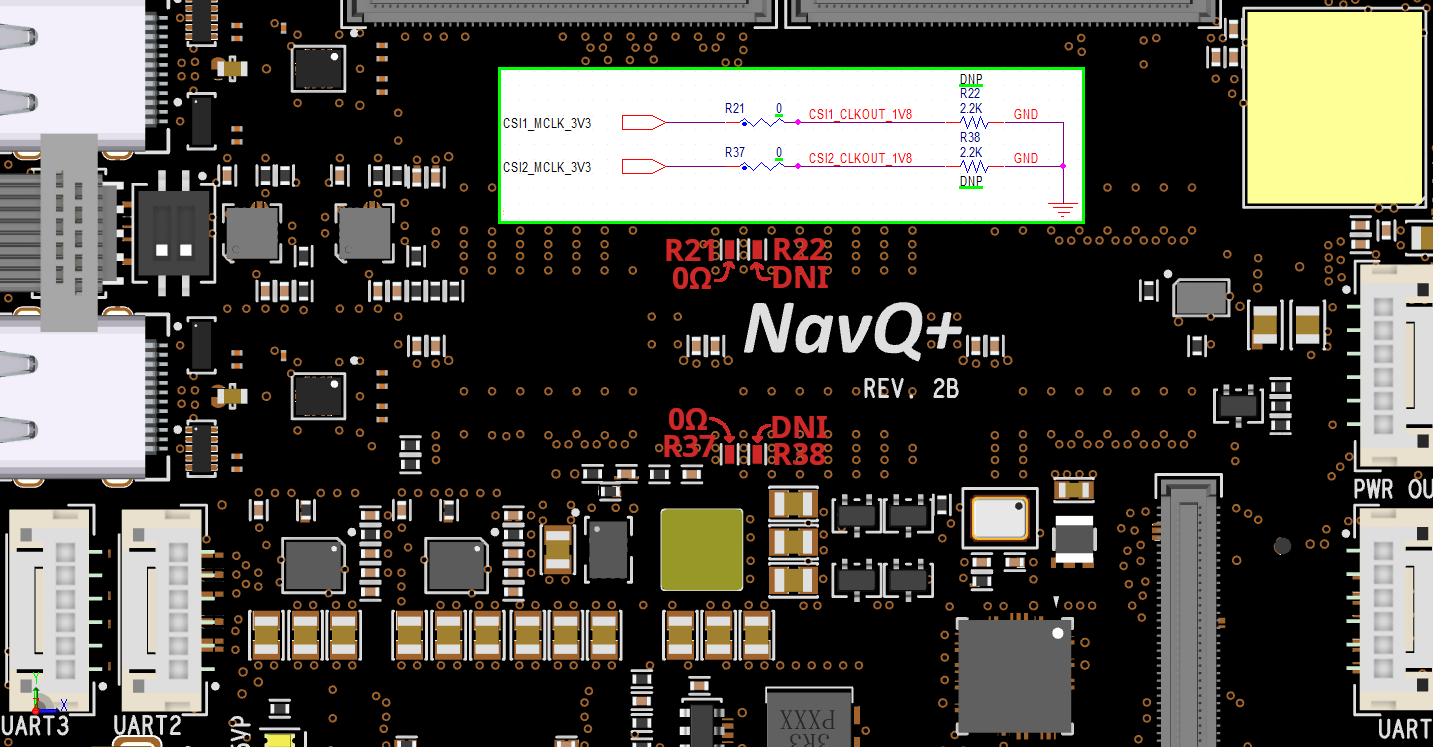 DNP
R22
R21 0 CSI1_CLKOUT_1V8 2.2K GND
CSI1_MCLK_3V3
R38
R37 0 CSI2_CLKOUT_1V8 2.2K GND
CSI2_MCLK_3V3
DNP
R21 R22
0Ω DNI
NavQ+
REV. 2B
0Ω DNI
R37 R38
PWR OU
UART3
UART2
5VP
3R3
PXXX
UART
Y
X